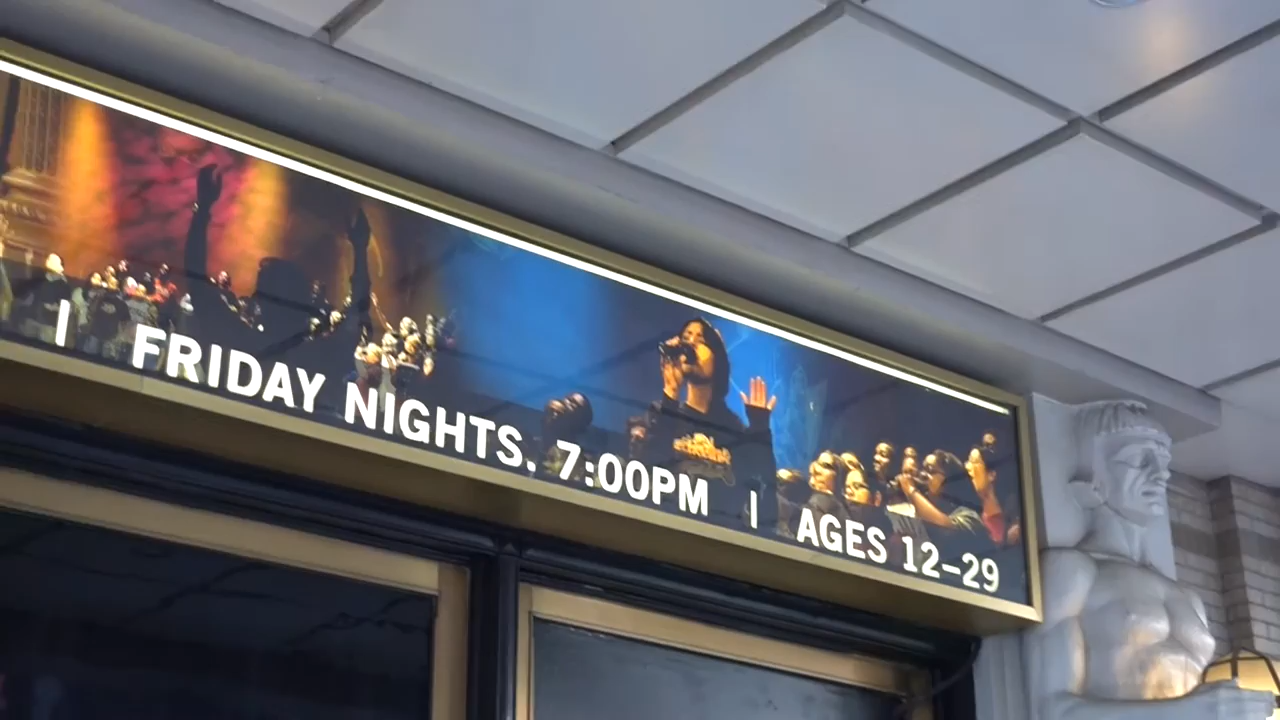 | FRIDAY NIGHTS. 7:00PM | AGES 12–29